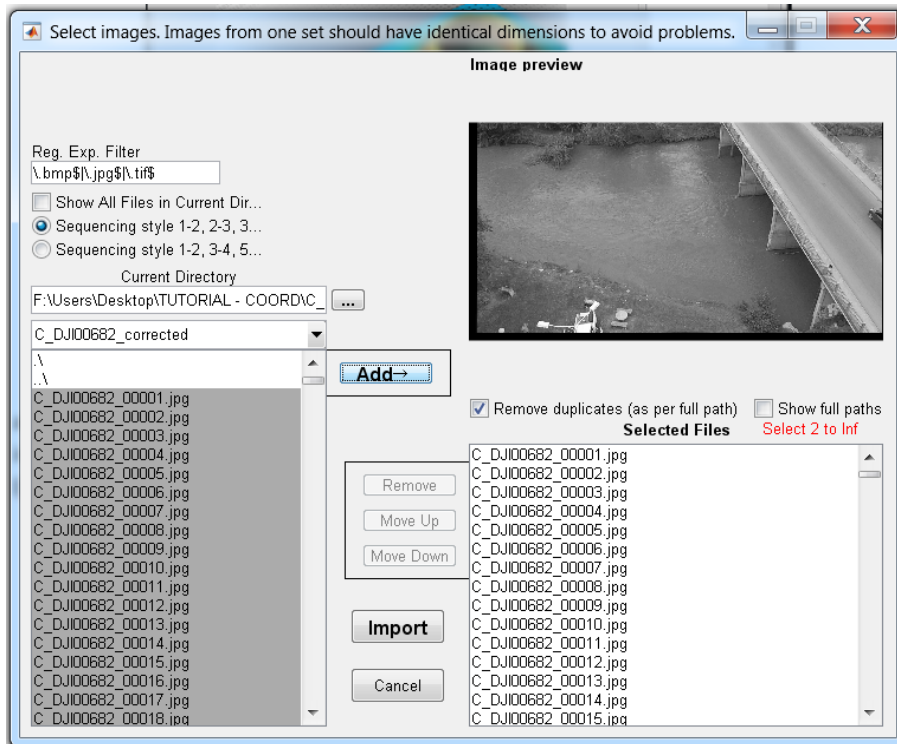 Select images. Images from one set should have identical dimensions to avoid problems.
Image preview
Reg. Exp. Filter
\.bmp$|\.jpg$|\.tif$
Show All Files in Current Dir...
Sequencing style 1-2, 2-3, 3...
Sequencing style 1-2, 3-4, 5...
Current Directory
F:\Users\Desktop\TUTORIAL - COORD\C_
...
C_DJI00682_corrected
.\
..\
C_DJI00682_00001.jpg
C_DJI00682_00002.jpg
C_DJI00682_00003.jpg
C_DJI00682_00004.jpg
C_DJI00682_00005.jpg
C_DJI00682_00006.jpg
C_DJI00682_00007.jpg
C_DJI00682_00008.jpg
C_DJI00682_00009.jpg
C_DJI00682_00010.jpg
C_DJI00682_00011.jpg
C_DJI00682_00012.jpg
C_DJI00682_00013.jpg
C_DJI00682_00014.jpg
C_DJI00682_00015.jpg
C_DJI00682_00016.jpg
C_DJI00682_00017.jpg
C_DJI00682_00018.jpg
Add→
Remove
Move Up
Move Down
Import
Cancel
Remove duplicates (as per full path)
Show full paths
Selected Files
Select 2 to Inf
C_DJI00682_00001.jpg
C_DJI00682_00002.jpg
C_DJI00682_00003.jpg
C_DJI00682_00004.jpg
C_DJI00682_00005.jpg
C_DJI00682_00006.jpg
C_DJI00682_00007.jpg
C_DJI00682_00008.jpg
C_DJI00682_00009.jpg
C_DJI00682_00010.jpg
C_DJI00682_00011.jpg
C_DJI00682_00012.jpg
C_DJI00682_00013.jpg
C_DJI00682_00014.jpg
C_DJI00682_00015.jpg